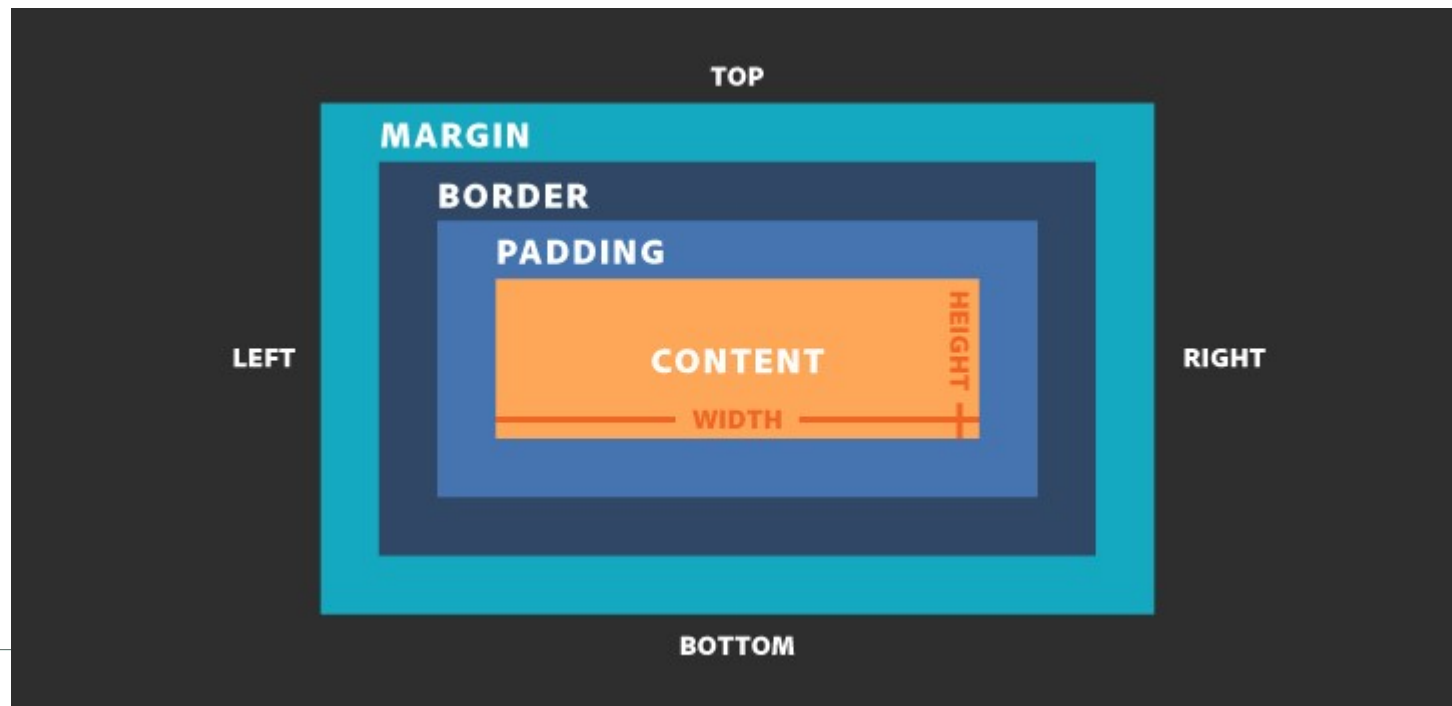 TOP
MARGIN
BORDER
PADDING
HEIGHT
LEFT
CONTENT
RIGHT
WIDTH
BOTTOM